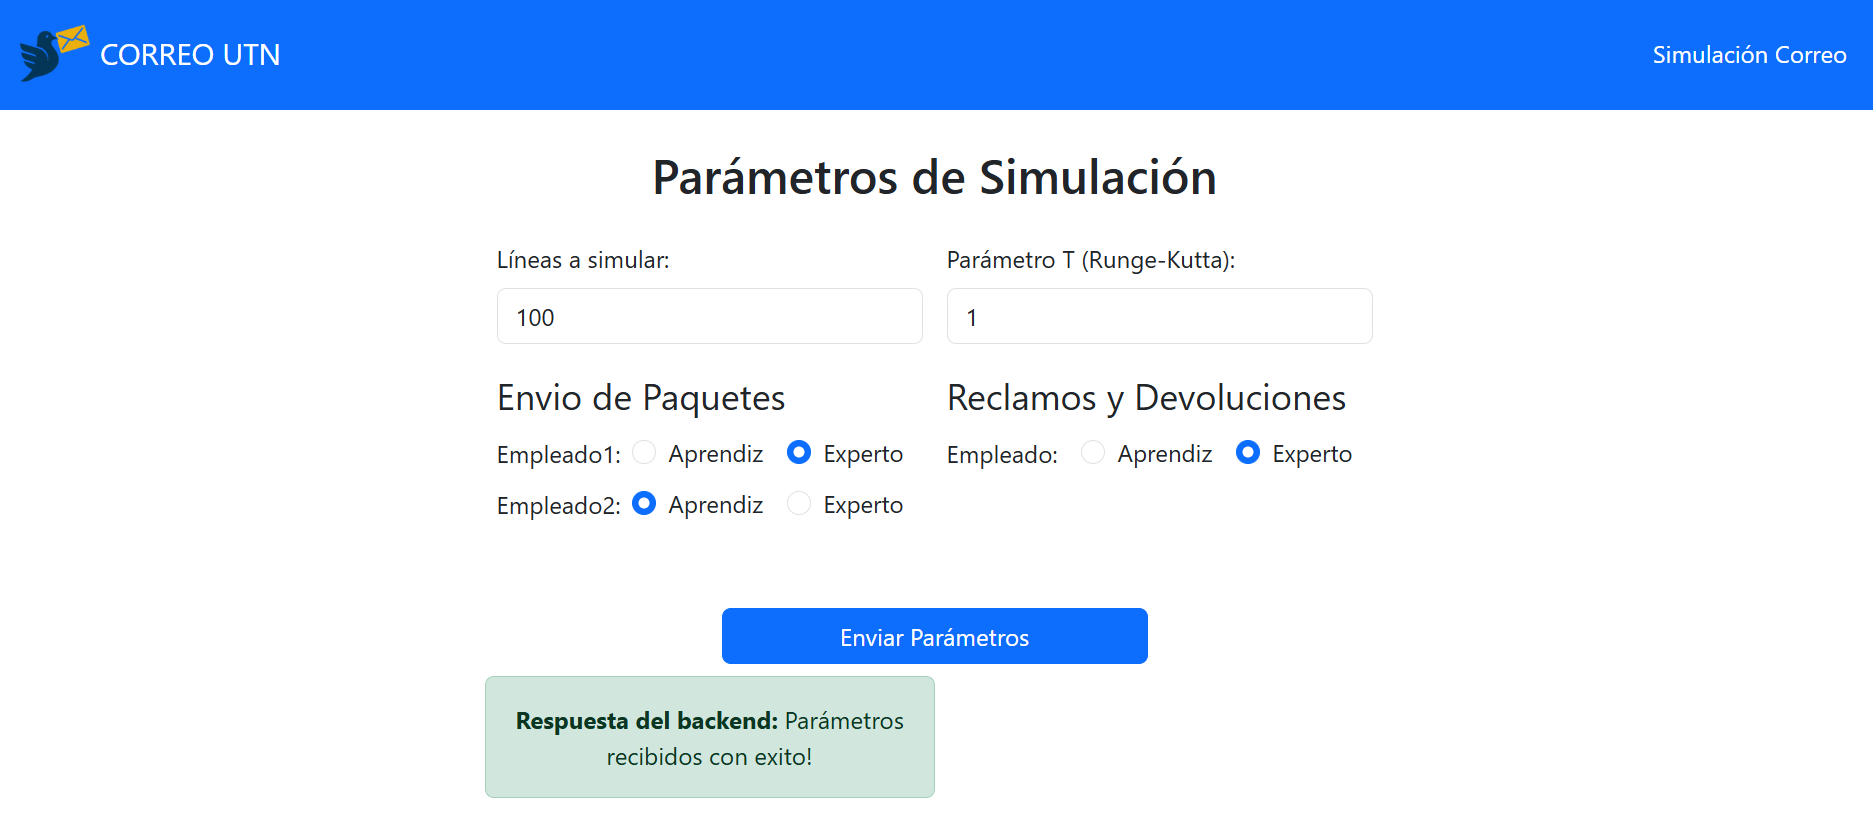 CORREO UTN
Simulación Correo
Parámetros de Simulación
Líneas a simular:
Parámetro T (Runge-Kutta):
100
1
Envio de Paquetes
Reclamos y Devoluciones
Empleado1: Aprendiz Experto
Empleado: Aprendiz Experto
Empleado2: Aprendiz Experto
Enviar Parámetros
Respuesta del backend: Parámetros
recibidos con exito!